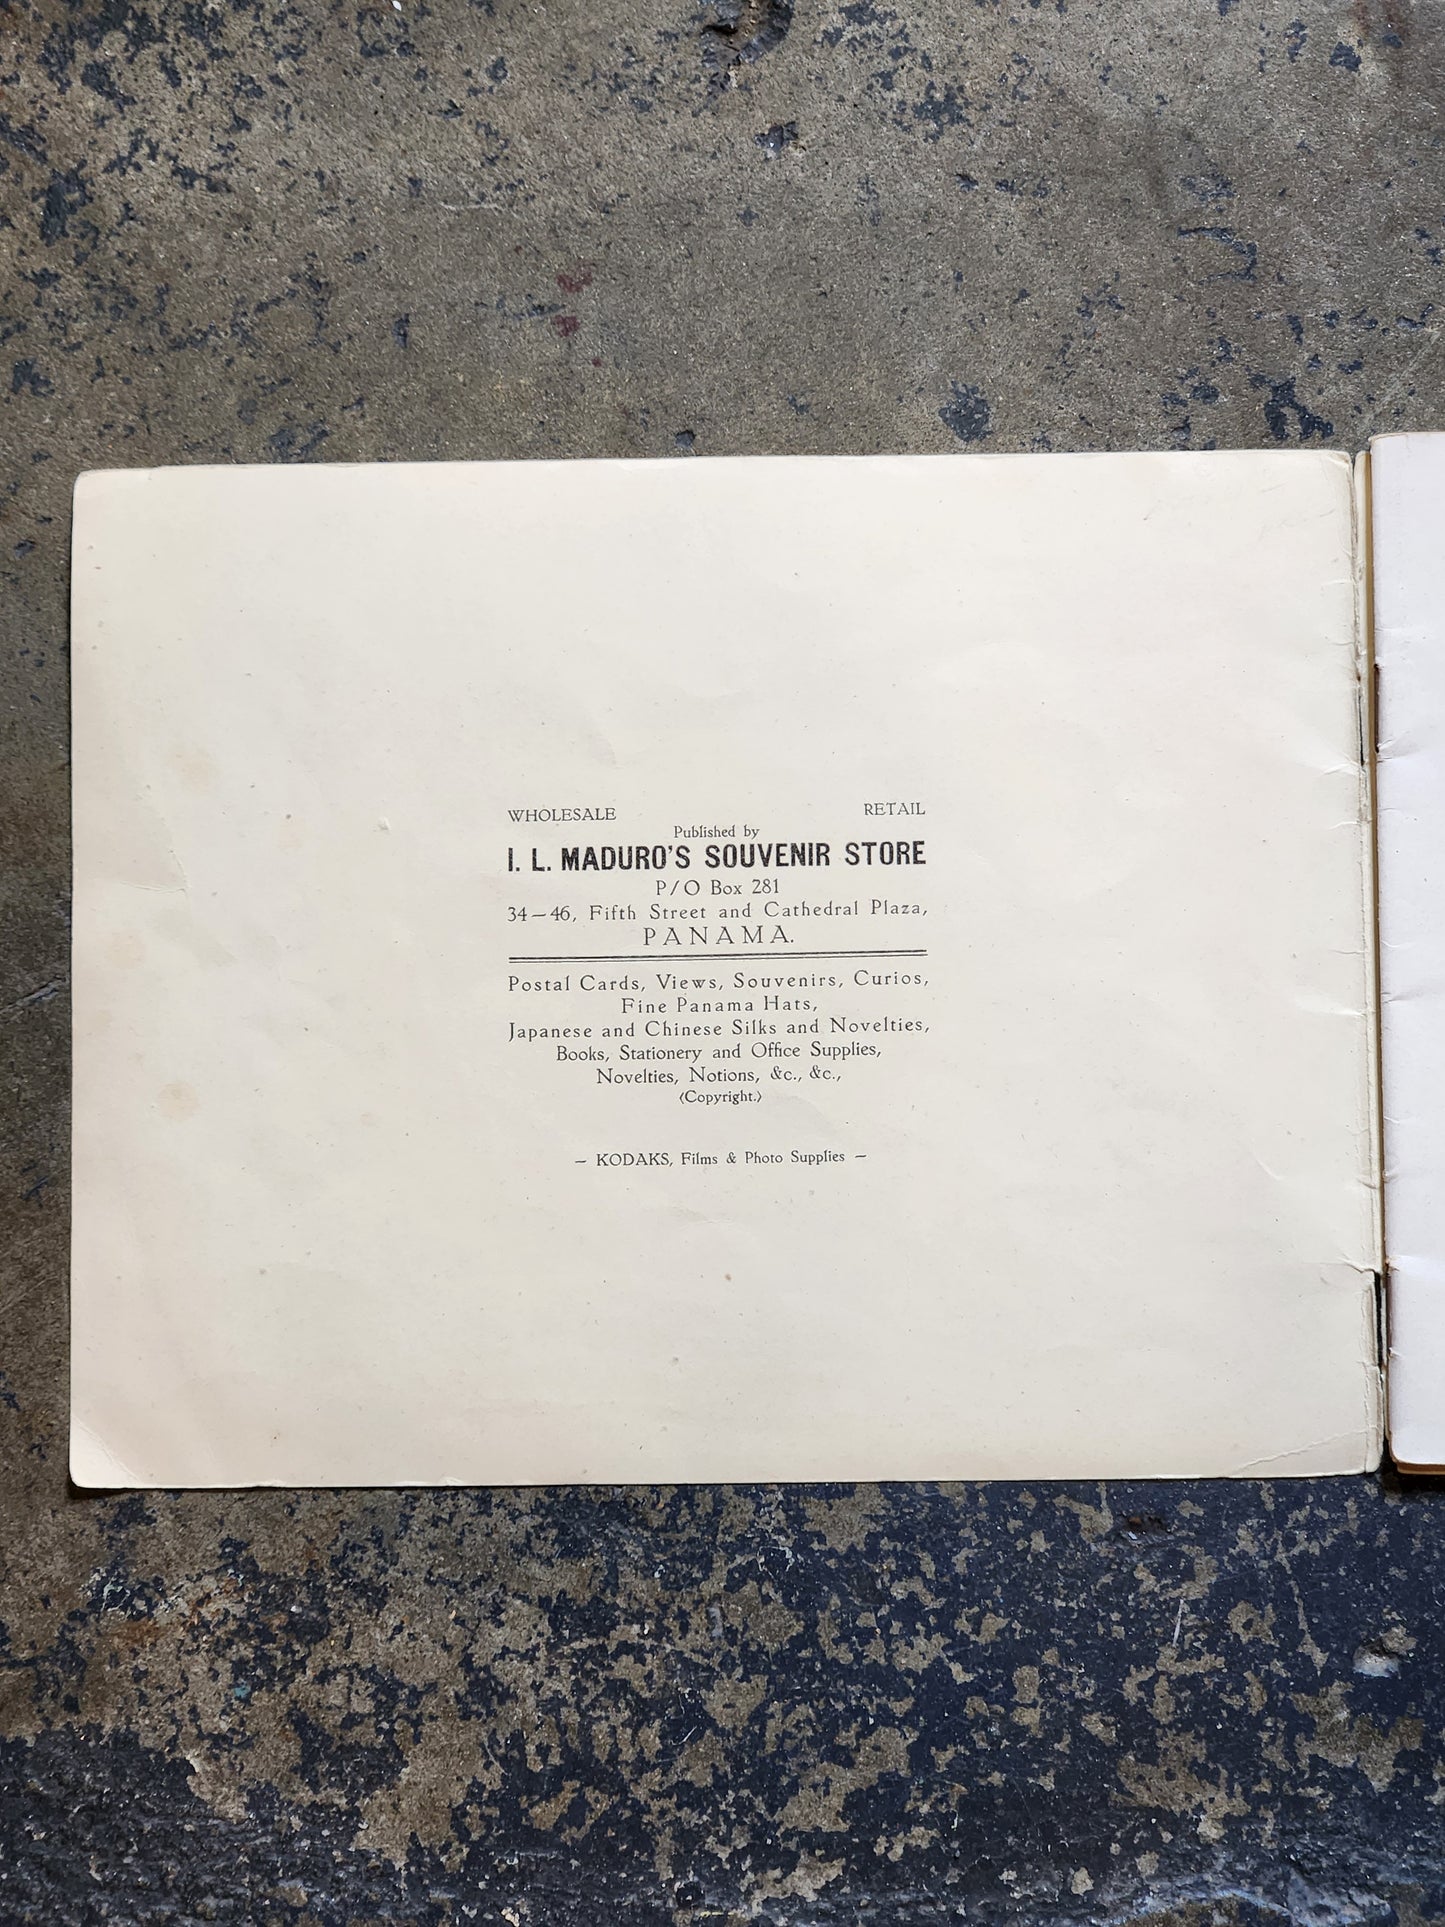 WHOLESALE RETAIL
Published by
I. L. MADURO'S SOUVENIR STORE
P/O Box 281
34—46, Fifth Street and Cathedral Plaza,
PANAMA.
Postal Cards, Views, Souvenirs, Curios,
Fine Panama Hats,
Japanese and Chinese Silks and Novelties,
Books, Stationery and Office Supplies,
Novelties, Notions, &c., &c.,
(Copyright.)
— KODAKS, Films & Photo Supplies —